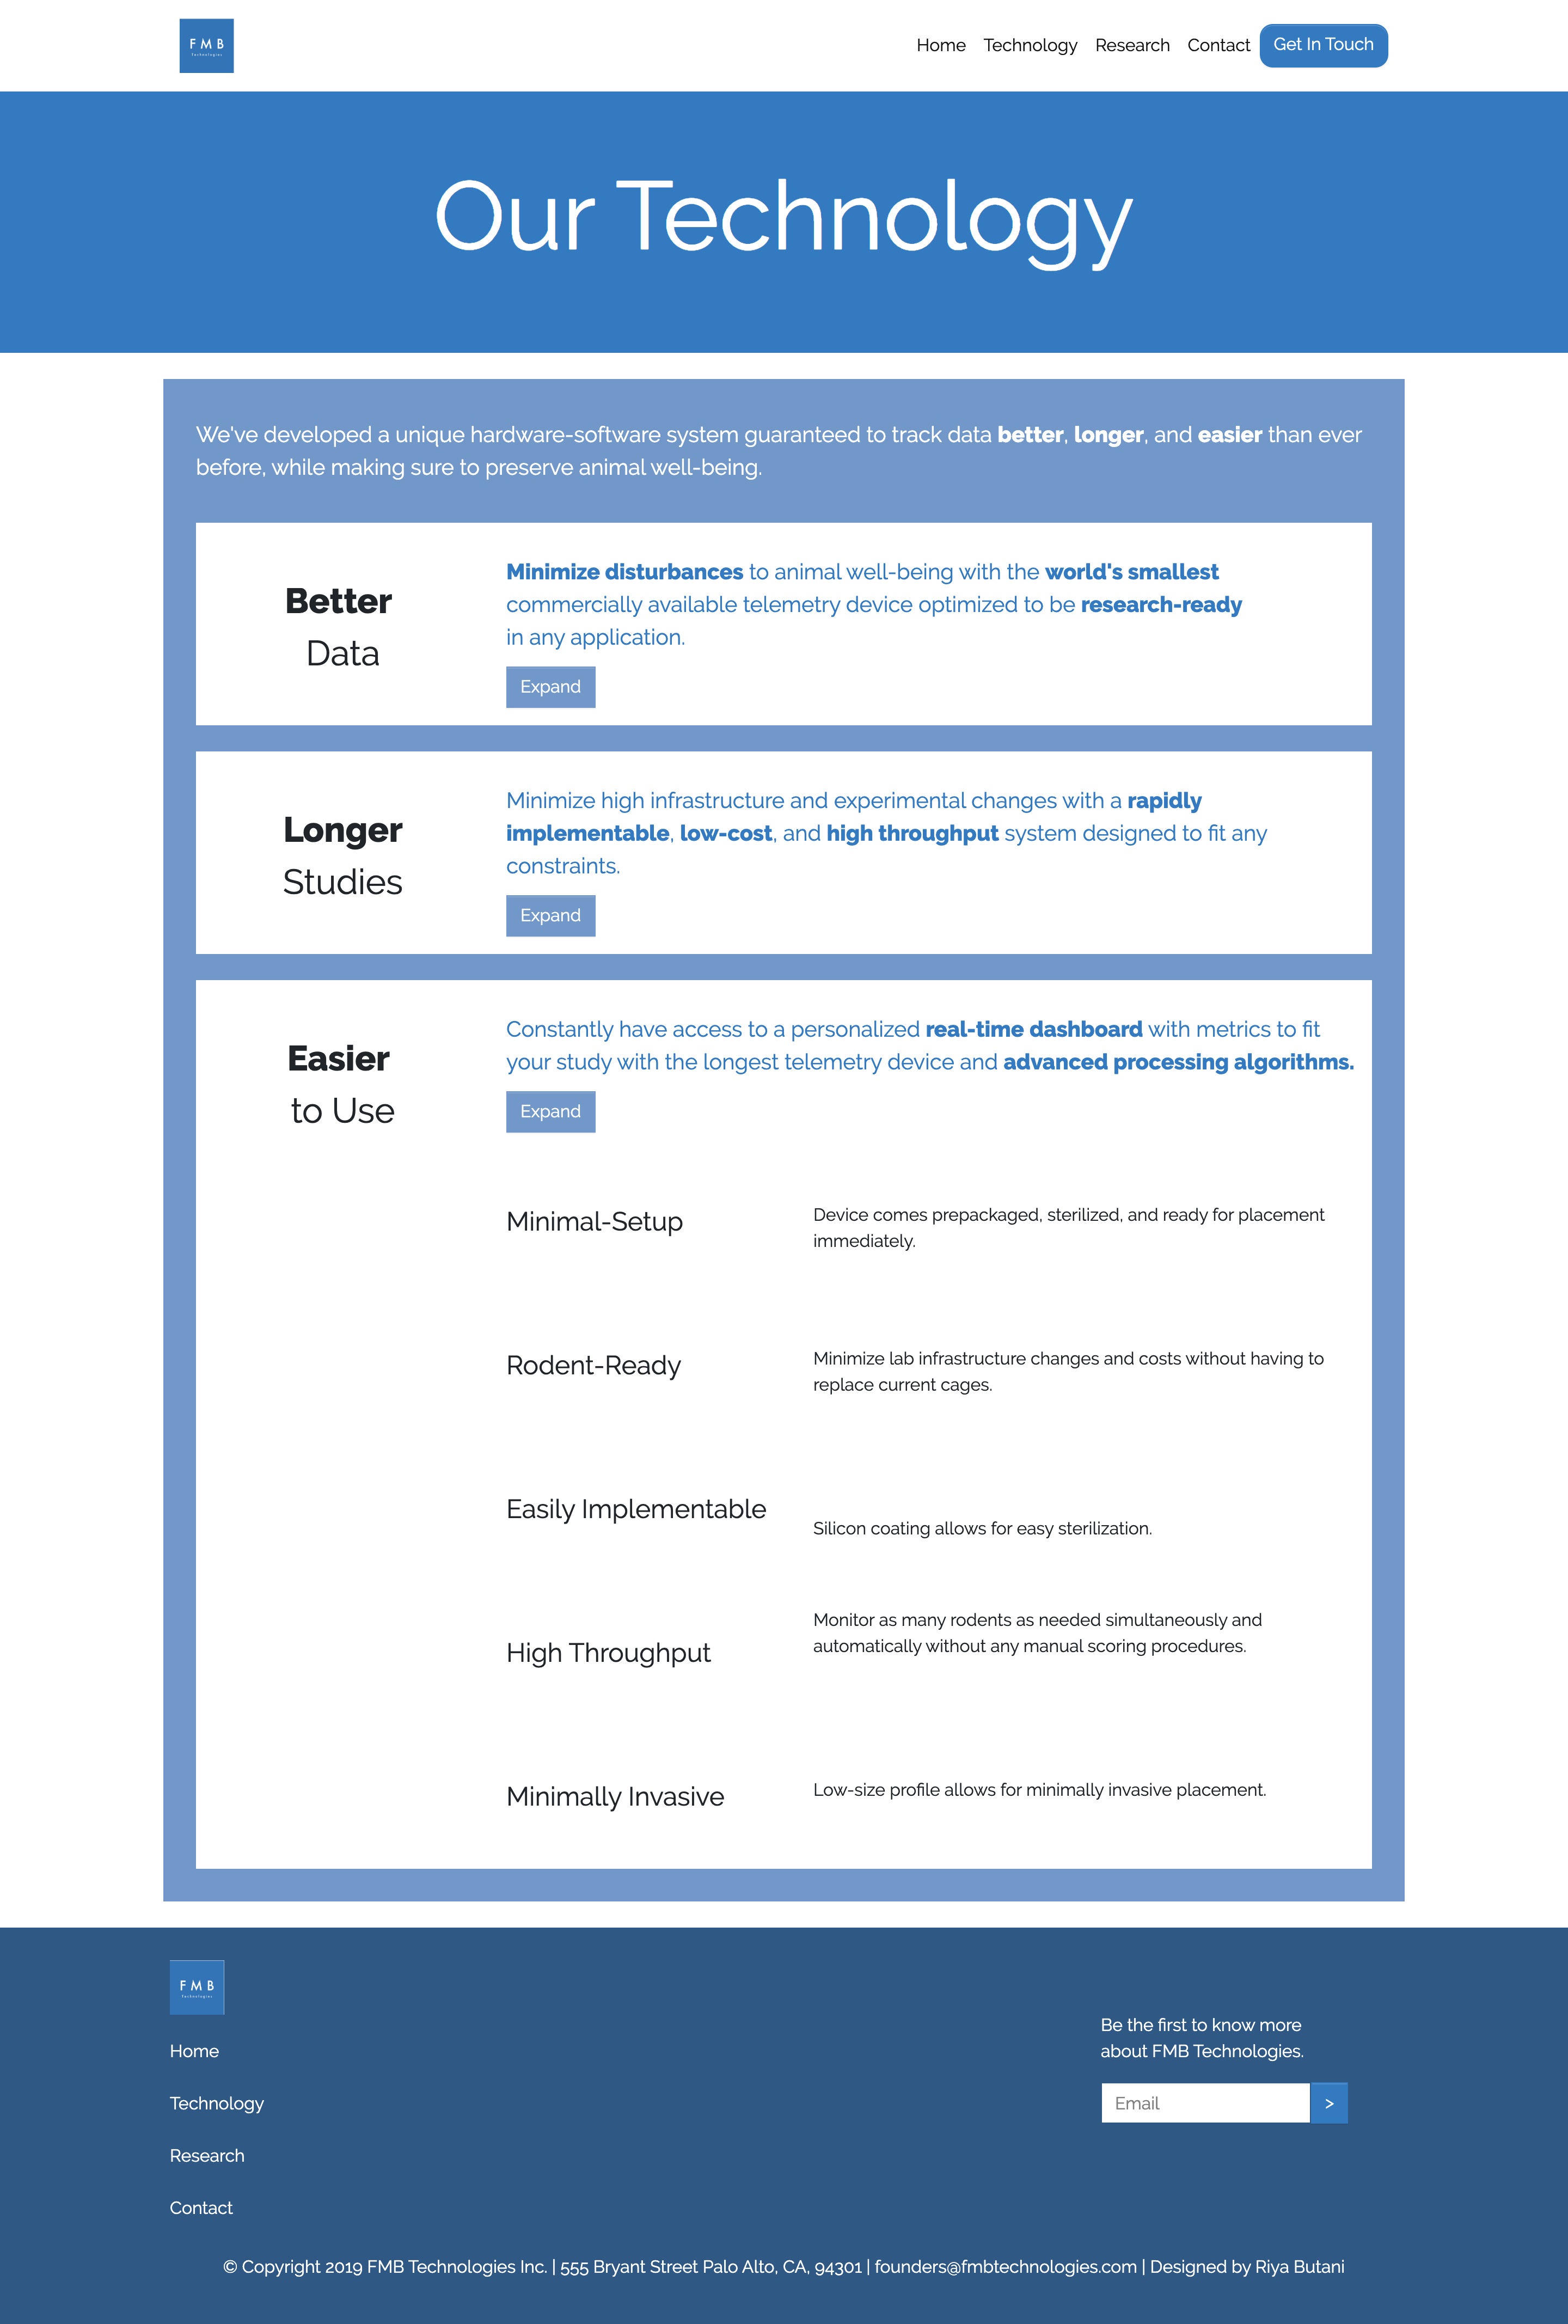 F M B
Technologies
Home Technology Research Contact Get In Touch
Our Technology
We've developed a unique hardware-software system guaranteed to track data better, longer, and easier than ever
before, while making sure to preserve animal well-being.
Better
Data
Minimize disturbances to animal well-being with the world's smallest
commercially available telemetry device optimized to be research-ready
in any application.
Expand
Longer
Studies
Minimize high infrastructure and experimental changes with a rapidly
implementable, low-cost, and high throughput system designed to fit any
constraints.
Expand
Easier
to Use
Constantly have access to a personalized real-time dashboard with metrics to fit
your study with the longest telemetry device and advanced processing algorithms.
Expand
Minimal-Setup
Device comes prepackaged, sterilized, and ready for placement
immediately.
Rodent-Ready
Minimize lab infrastructure changes and costs without having to
replace current cages.
Easily Implementable
Silicon coating allows for easy sterilization.
High Throughput
Monitor as many rodents as needed simultaneously and
automatically without any manual scoring procedures.
Minimally Invasive
Low-size profile allows for minimally invasive placement.
F M B
Technologies
Home
Technology
Research
Contact
Be the first to know more
about FMB Technologies.
Email >
© Copyright 2019 FMB Technologies Inc. | 555 Bryant Street Palo Alto, CA, 94301 | founders@fmbtechnologies.com | Designed by Riya Butani